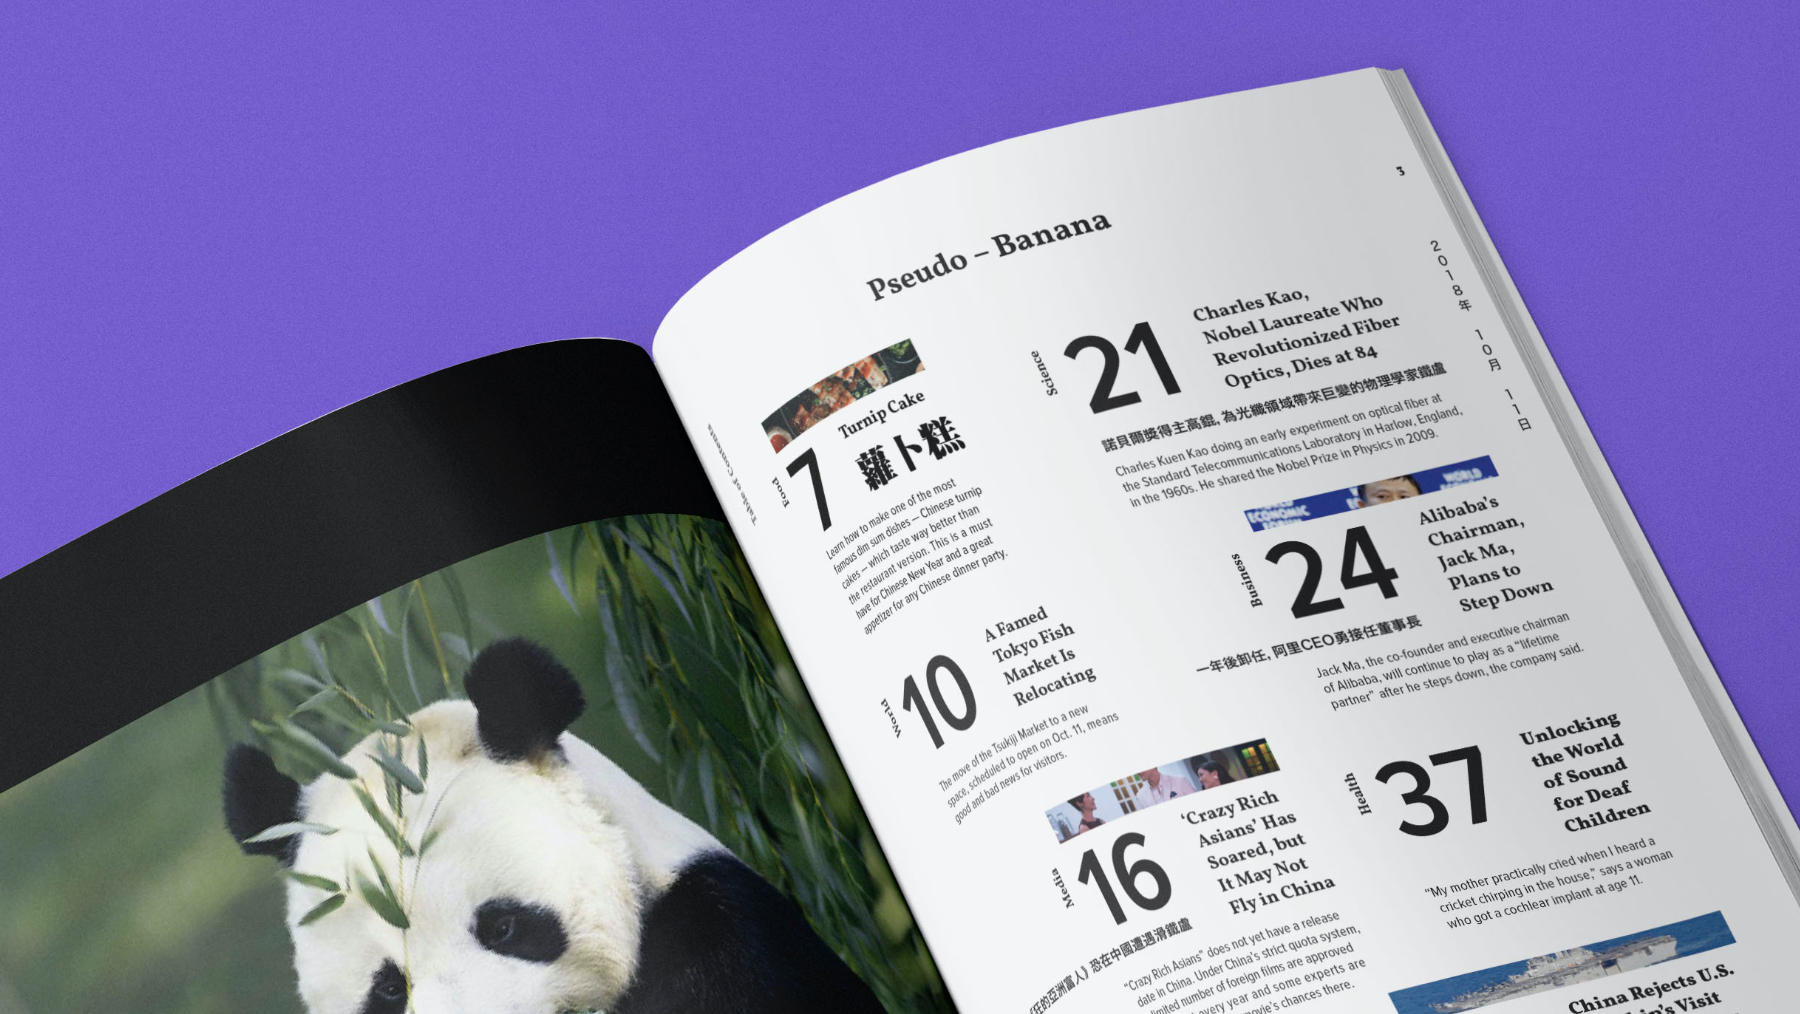 3
Pseudo – Banana
2018年 10月 11日
Table of Contents
Turnip Cake
Food
7
蘿卜糕
Learn how to make one of the most
famous dim sum dishes — Chinese turnip
cakes — which taste way better than
the restaurant version. This is a must
have for Chinese New Year and a great
appetizer for any Chinese dinner party.
World
10
A Famed
Tokyo Fish
Market Is
Relocating
The move of the Tsukiji Market to a new
space, scheduled to open on Oct. 11, means
good and bad news for visitors.
Media
16
‘Crazy Rich
Asians’ Has
Soared, but
It May Not
Fly in China
狂的亞洲富人》恐在中國遭遇滑鐵盧
“Crazy Rich Asians” does not yet have a release
date in China. Under China’s strict quota system,
limited number of foreign films are approved
every year and some experts are
movie’s chances there.
Science
21
Charles Kao,
Nobel Laureate Who
Revolutionized Fiber
Optics, Dies at 84
諾貝爾獎得主高錕, 為光纖領域帶來巨變的物理學家鐵盧
Charles Kuen Kao doing an early experiment on optical fiber at
the Standard Telecommunications Laboratory in Harlow, England,
in the 1960s. He shared the Nobel Prize in Physics in 2009.
WORLD
ECONOMIC
WORLD
Business
24
Alibaba’s
Chairman,
Jack Ma,
Plans to
Step Down
一年後卸任, 阿里CEO勇接任董事長
Jack Ma, the co-founder and executive chairman
of Alibaba, will continue to play as a “lifetime
partner” after he steps down, the company said.
Health
37
Unlocking
the World
of Sound
for Deaf
Children
“My mother practically cried when I heard a
cricket chirping in the house,” says a woman
who got a cochlear implant at age 11.
China Rejects U.S.
Visit